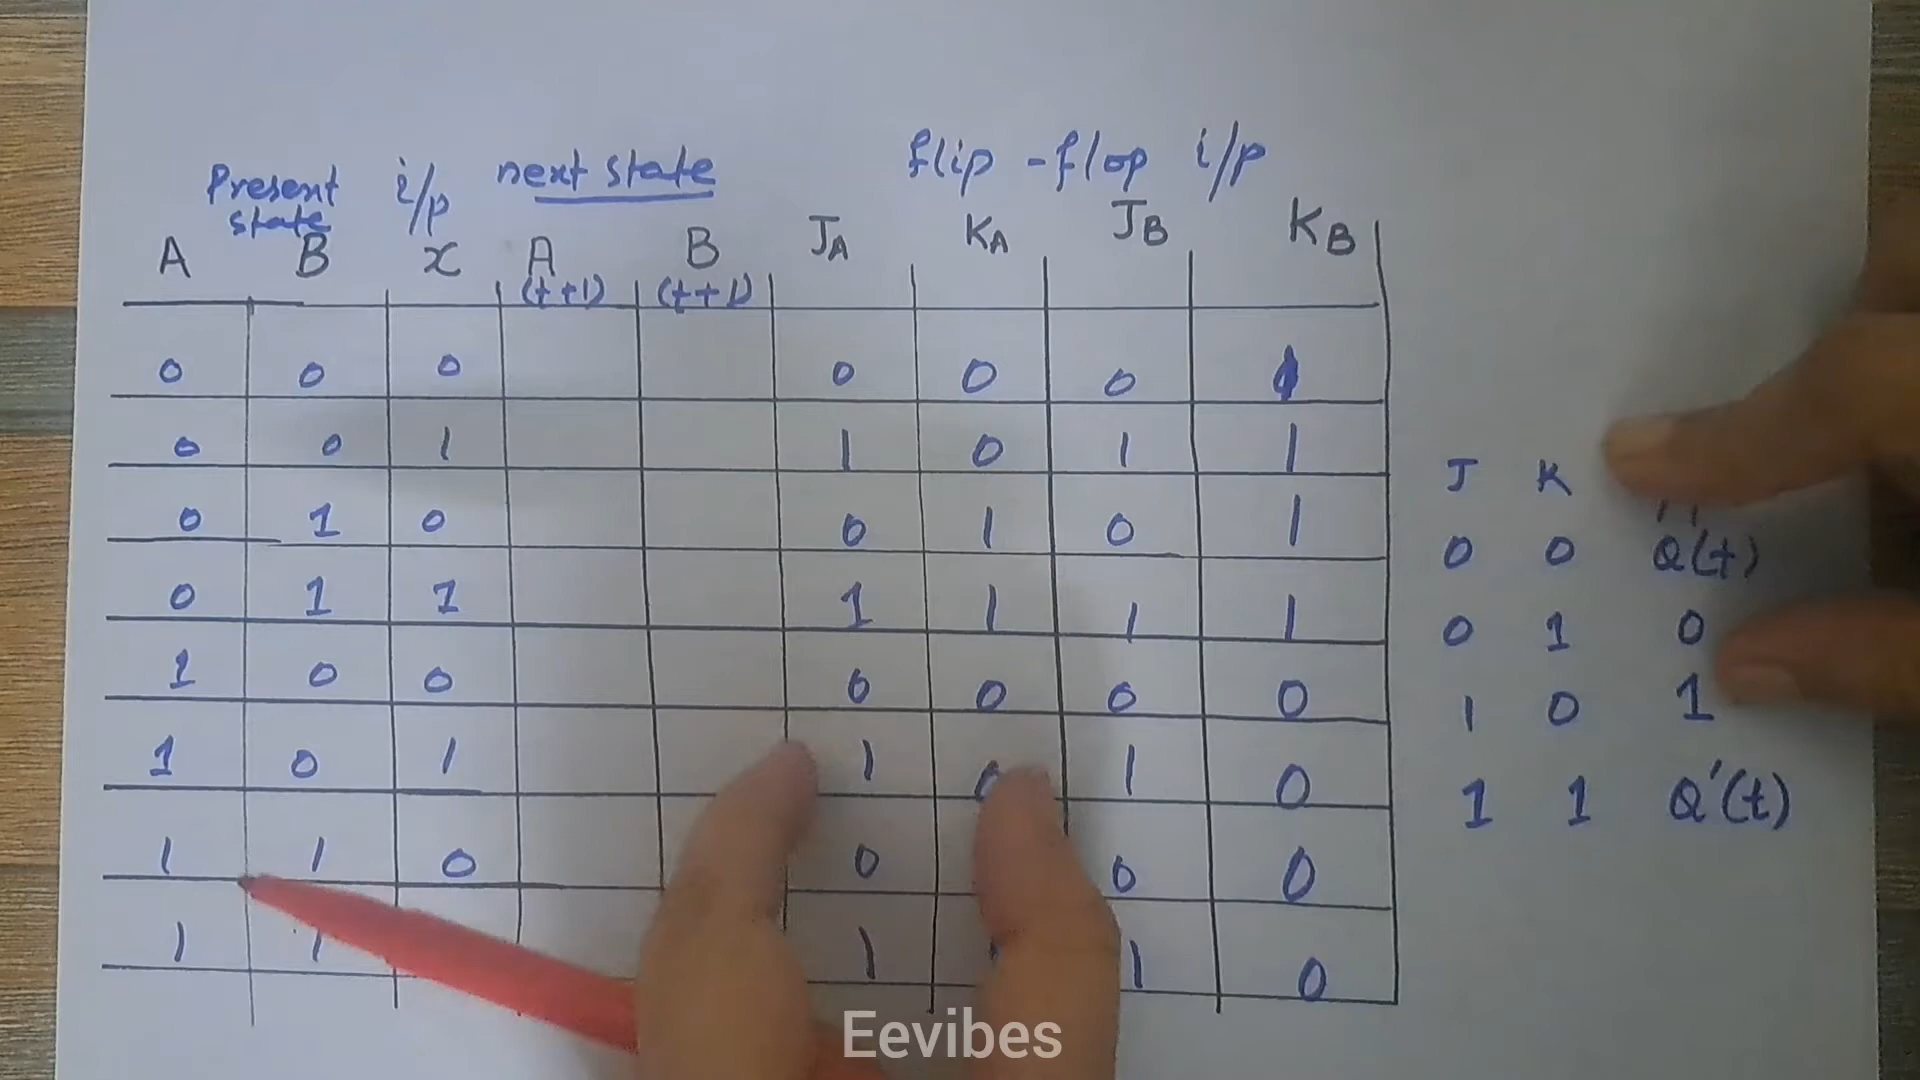 Present state i/p next state flip-flop i/p
A B x A (t+1) B (t+1) JA KA JB KB
0 0 0 0 0 0 1
0 0 1 1 0 1 1
0 1 0 0 1 0 1
0 1 1 1 1 1 1
1 0 0 0 0 0 0
1 0 1 1 0 1 0
1 1 0 0 0 0
1 1 1 1 0
J K
0 0 Q(t)
0 1 0
1 0 1
1 1 Q'(t)
Eevibes